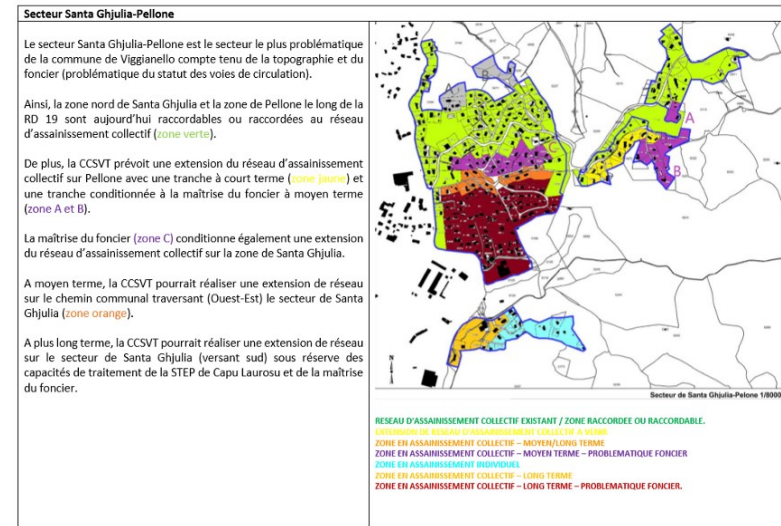 Secteur Santa Ghjulia-Pellone
Le secteur Santa Ghjulia-Pellone est le secteur le plus problématique
de la commune de Viggianello compte tenu de la topographie et du
foncier (problématique du statut des voies de circulation).
Ainsi, la zone nord de Santa Ghjulia et la zone de Pellone le long de la
RD 19 sont aujourd'hui raccordables ou raccordées au réseau
d'assainissement collectif (zone verte).
De plus, la CCSVT prévoit une extension du réseau d'assainissement
collectif sur Pellone avec une tranche à court terme (zone jaune) et
une tranche conditionnée à la maîtrise du foncier à moyen terme
(zone A et B).
La maîtrise du foncier (zone C) conditionne également une extension
du réseau d'assainissement collectif sur la zone de Santa Ghjulia.
A moyen terme, la CCSVT pourrait réaliser une extension de réseau
sur le chemin communal traversant (Ouest-Est) le secteur de Santa
Ghjulia (zone orange).
A plus long terme, la CCSVT pourrait réaliser une extension de réseau
sur le secteur de Santa Ghjulia (versant sud) sous réserve des
capacités de traitement de la STEP de Capu Laurosu et de la maîtrise
du foncier.
A
B
C
A
B
N
Secteur de Santa Ghjulia-Pelone 1/8000
RESEAU D'ASSAINISSEMENT COLLECTIF EXISTANT / ZONE RACCORDEE OU RACCORDABLE.
EXTENSION DE RESEAU D'ASSAINISSEMENT COLLECTIF A VENIR
ZONE EN ASSAINISSEMENT COLLECTIF – MOYEN/LONG TERME
ZONE EN ASSAINISSEMENT COLLECTIF – MOYEN TERME – PROBLEMATIQUE FONCIER
ZONE EN ASSAINISSEMENT INDIVIDUEL
ZONE EN ASSAINISSEMENT COLLECTIF – LONG TERME
ZONE EN ASSAINISSEMENT COLLECTIF – LONG TERME – PROBLEMATIQUE FONCIER.